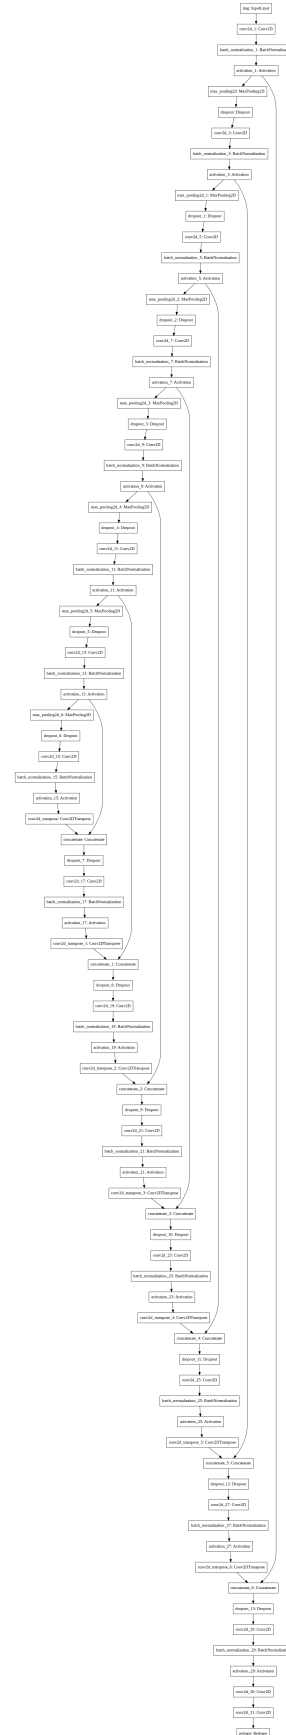 img: InputLayer
conv2d_1: Conv2D
batch_normalization_1: BatchNormalization
activation_1: Activation
max_pooling2d: MaxPooling2D
dropout: Dropout
conv2d_3: Conv2D
batch_normalization_3: BatchNormalization
activation_3: Activation
max_pooling2d_1: MaxPooling2D
dropout_1: Dropout
conv2d_5: Conv2D
batch_normalization_5: BatchNormalization
activation_5: Activation
max_pooling2d_2: MaxPooling2D
dropout_2: Dropout
conv2d_7: Conv2D
batch_normalization_7: BatchNormalization
activation_7: Activation
max_pooling2d_3: MaxPooling2D
dropout_3: Dropout
conv2d_9: Conv2D
batch_normalization_9: BatchNormalization
activation_9: Activation
max_pooling2d_4: MaxPooling2D
dropout_4: Dropout
conv2d_11: Conv2D
batch_normalization_11: BatchNormalization
activation_11: Activation
max_pooling2d_5: MaxPooling2D
dropout_5: Dropout
conv2d_13: Conv2D
batch_normalization_13: BatchNormalization
activation_13: Activation
max_pooling2d_6: MaxPooling2D
dropout_6: Dropout
conv2d_15: Conv2D
batch_normalization_15: BatchNormalization
activation_15: Activation
conv2d_transpose: Conv2DTranspose
concatenate: Concatenate
dropout_7: Dropout
conv2d_17: Conv2D
batch_normalization_17: BatchNormalization
activation_17: Activation
conv2d_transpose_1: Conv2DTranspose
concatenate_1: Concatenate
dropout_8: Dropout
conv2d_19: Conv2D
batch_normalization_19: BatchNormalization
activation_19: Activation
conv2d_transpose_2: Conv2DTranspose
concatenate_2: Concatenate
dropout_9: Dropout
conv2d_21: Conv2D
batch_normalization_21: BatchNormalization
activation_21: Activation
conv2d_transpose_3: Conv2DTranspose
concatenate_3: Concatenate
dropout_10: Dropout
conv2d_23: Conv2D
batch_normalization_23: BatchNormalization
activation_23: Activation
conv2d_transpose_4: Conv2DTranspose
concatenate_4: Concatenate
dropout_11: Dropout
conv2d_25: Conv2D
batch_normalization_25: BatchNormalization
activation_25: Activation
conv2d_transpose_5: Conv2DTranspose
concatenate_5: Concatenate
dropout_12: Dropout
conv2d_27: Conv2D
batch_normalization_27: BatchNormalization
activation_27: Activation
conv2d_transpose_6: Conv2DTranspose
concatenate_6: Concatenate
dropout_13: Dropout
conv2d_29: Conv2D
batch_normalization_29: BatchNormalization
activation_29: Activation
conv2d_30: Conv2D
conv2d_31: Conv2D
reshape: Reshape